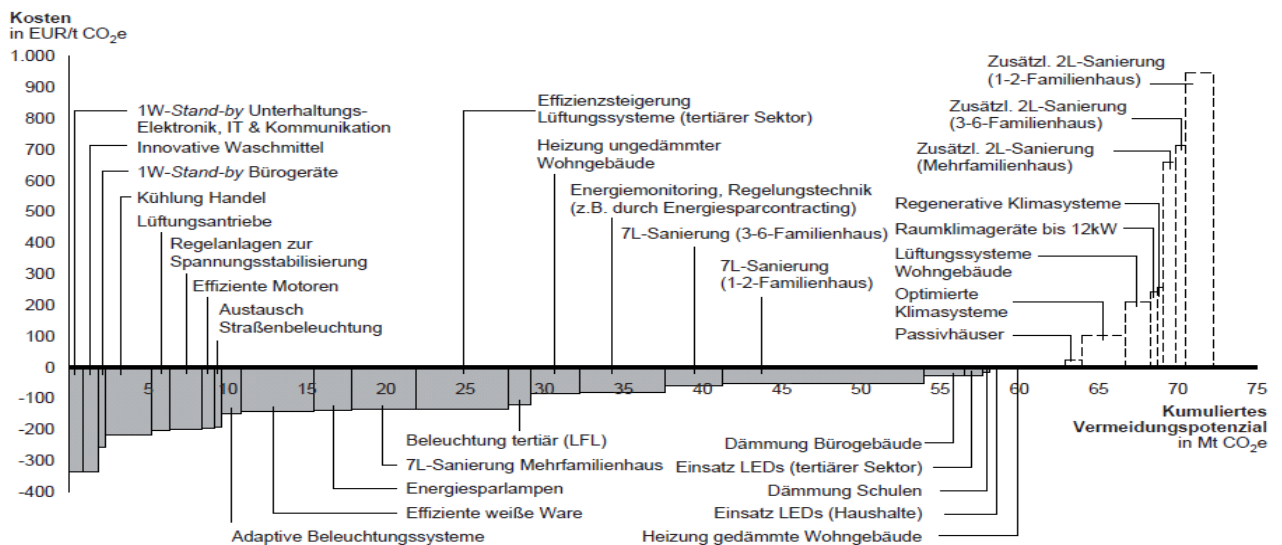 Kosten
in EUR/t CO₂e
1.000
900
800
700
600
500
400
300
200
100
0
-100
-200
-300
-400
1W-Stand-by Unterhaltungs-
Elektronik, IT & Kommunikation
Innovative Waschmittel
1W-Stand-by Bürogeräte
Kühlung Handel
Lüftungsantriebe
Regelanlagen zur
Spannungsstabilisierung
Effiziente Motoren
Austausch
Straßenbeleuchtung
Effizienzsteigerung
Lüftungssysteme (tertiärer Sektor)
Heizung ungedämmter
Wohngebäude
Energiemonitoring, Regelungstechnik
(z.B. durch Energiesparcontracting)
7L-Sanierung (3-6-Familienhaus)
7L-Sanierung
(1-2-Familienhaus)
Zusätzl. 2L-Sanierung
(1-2-Familienhaus)
Zusätzl. 2L-Sanierung
(3-6-Familienhaus)
Zusätzl. 2L-Sanierung
(Mehrfamilienhaus)
Regenerative Klimasysteme
Raumklimageräte bis 12kW
Lüftungssysteme
Wohngebäude
Optimierte
Klimasysteme
Passivhäuser
5 10 15 20 25 30 35 40 45 50 55 60 65 70 75
Kumuliertes
Vermeidungspotenzial
in Mt CO₂e
Beleuchtung tertiär (LFL)
7L-Sanierung Mehrfamilienhaus
Energiesparlampen
Effiziente weiße Ware
Adaptive Beleuchtungssysteme
Dämmung Bürogebäude
Einsatz LEDs (tertiärer Sektor)
Dämmung Schulen
Einsatz LEDs (Haushalte)
Heizung gedämmte Wohngebäude